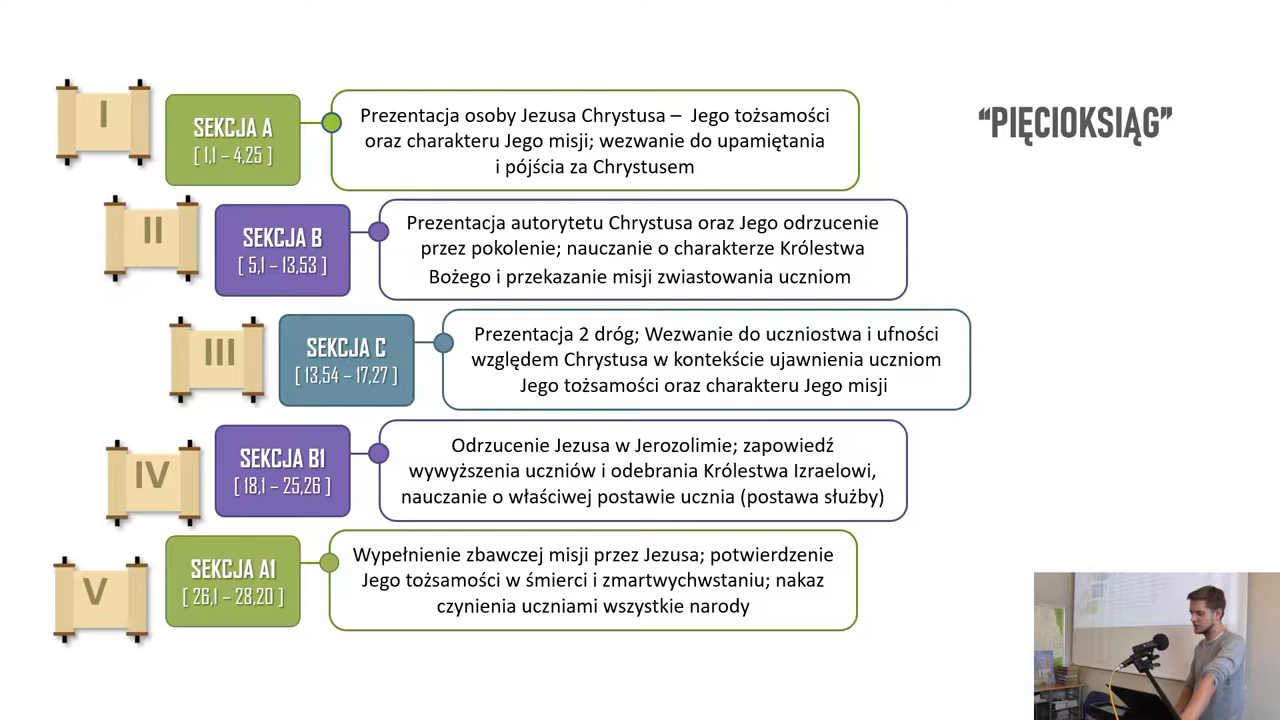 “PIĘCIOKSIĄG”
I
SEKCJA A
[ 1,1 – 4,25 ]
Prezentacja osoby Jezusa Chrystusa – Jego tożsamości
oraz charakteru Jego misji; wezwanie do upamiętania
i pójścia za Chrystusem
II
SEKCJA B
[ 5,1 – 13,53 ]
Prezentacja autorytetu Chrystusa oraz Jego odrzucenie
przez pokolenie; nauczanie o charakterze Królestwa
Bożego i przekazanie misji zwiastowania uczniom
III
SEKCJA C
[ 13,54 – 17,27 ]
Prezentacja 2 dróg; Wezwanie do uczniostwa i ufności
względem Chrystusa w kontekście ujawnienia uczniom
Jego tożsamości oraz charakteru Jego misji
IV
SEKCJA B1
[ 18,1 – 25,26 ]
Odrzucenie Jezusa w Jerozolimie; zapowiedź
wywyższenia uczniów i odebrania Królestwa Izraelowi,
nauczanie o właściwej postawie ucznia (postawa służby)
V
SEKCJA A1
[ 26,1 – 28,20 ]
Wypełnienie zbawczej misji przez Jezusa; potwierdzenie
Jego tożsamości w śmierci i zmartwychwstaniu; nakaz
czynienia uczniami wszystkie narody